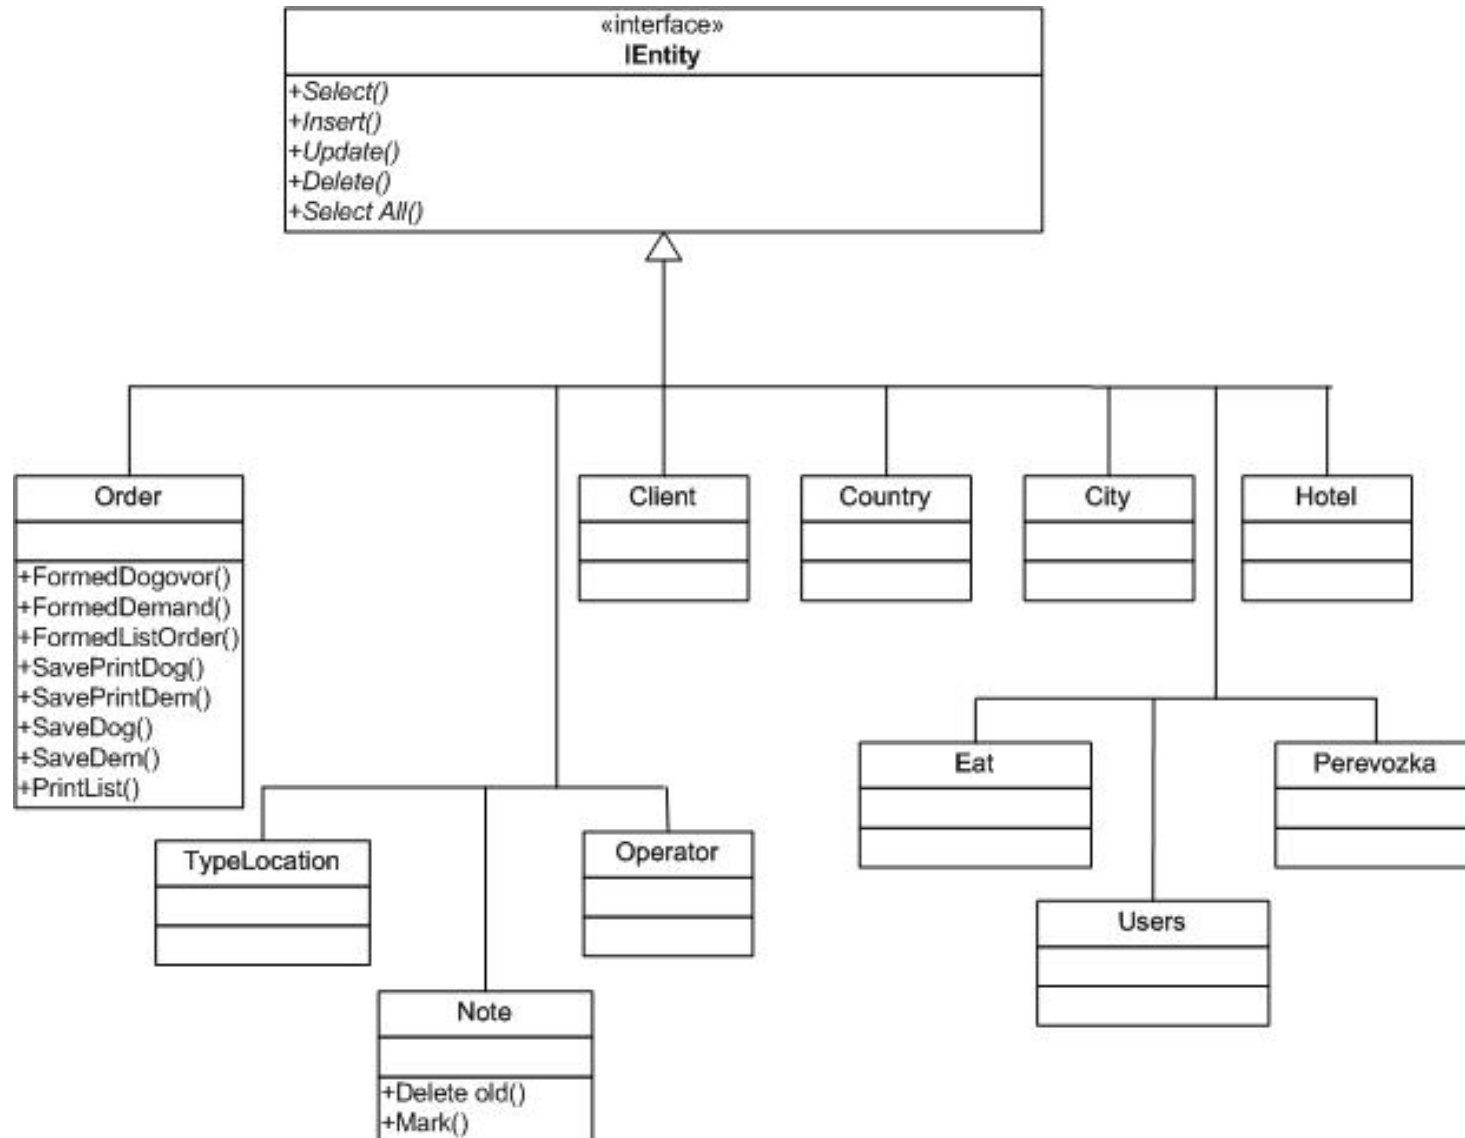 «interface»
IEntity
+Select()
+Insert()
+Update()
+Delete()
+Select All()
Order
+FormedDogovor()
+FormedDemand()
+FormedListOrder()
+SavePrintDog()
+SavePrintDem()
+SaveDog()
+SaveDem()
+PrintList()
Client
Country
City
Hotel
TypeLocation
Operator
Note
+Delete old()
+Mark()
Eat
Perevozka
Users